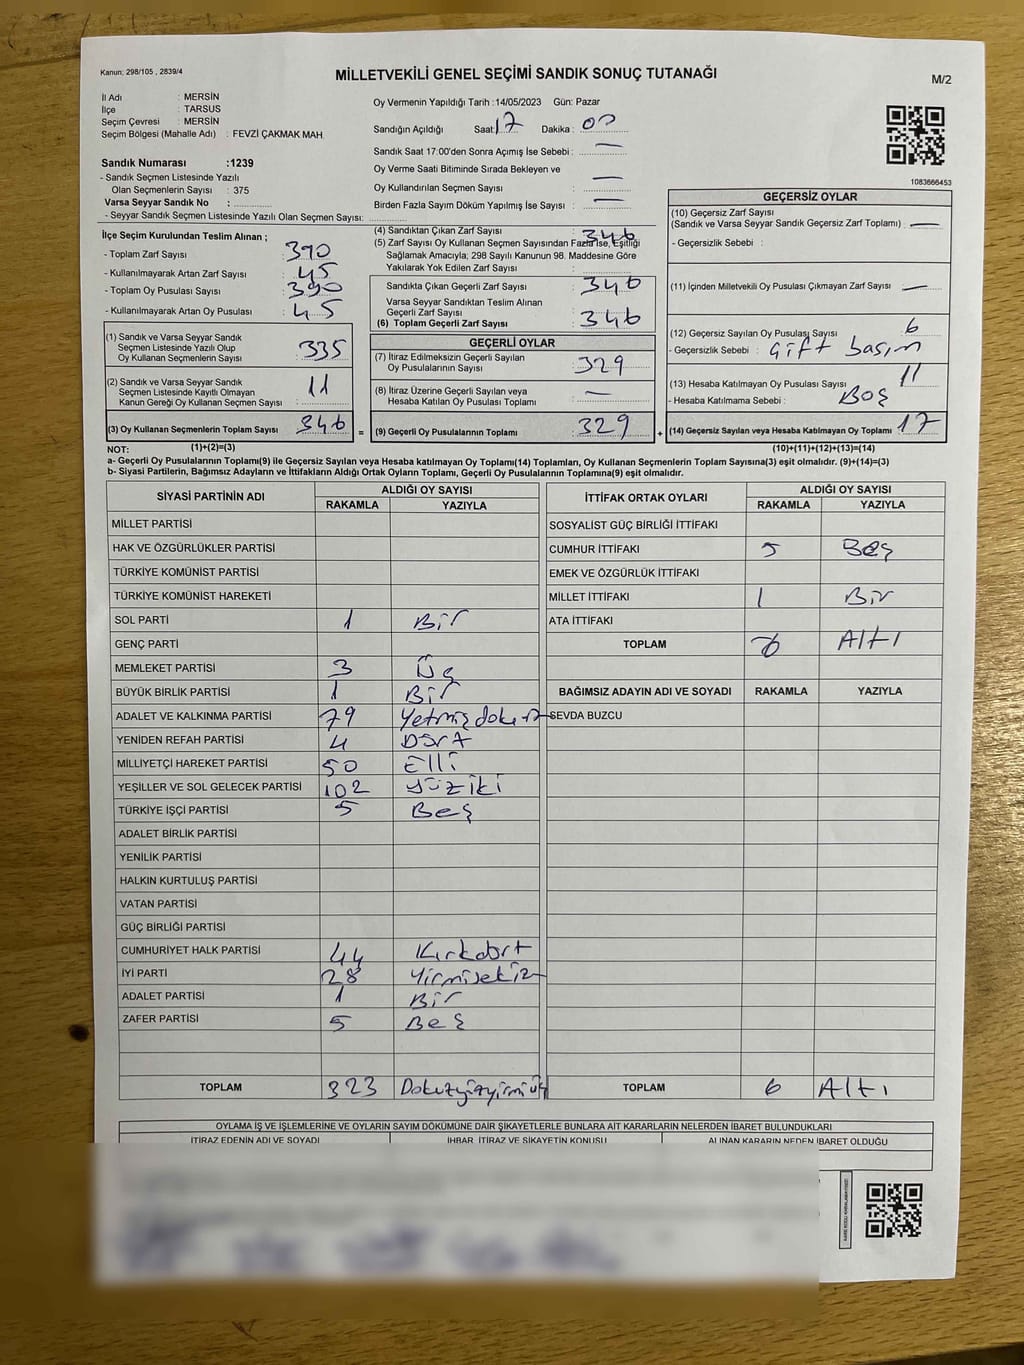 Kanun; 298/105 , 2839/4
MİLLETVEKİLİ GENEL SEÇİMİ SANDIK SONUÇ TUTANAĞI
M/2
İl Adı : MERSİN
İlçe : TARSUS
Seçim Çevresi : MERSİN
Seçim Bölgesi (Mahalle Adı) : FEVZİ ÇAKMAK MAH.
Oy Vermenin Yapıldığı Tarih :14/05/2023 Gün: Pazar
Sandığın Açıldığı Saat: 17 Dakika : 00
Sandık Saat 17:00'den Sonra Açımış İse Sebebi : —
Oy Verme Saati Bitiminde Sırada Bekleyen ve
Oy Kullandırılan Seçmen Sayısı : —
Birden Fazla Sayım Döküm Yapılmış İse Sayısı : —
1083666453
Sandık Numarası :1239
- Sandık Seçmen Listesinde Yazılı
Olan Seçmenlerin Sayısı : 375
Varsa Seyyar Sandık No :
- Seyyar Sandık Seçmen Listesinde Yazılı Olan Seçmen Sayısı:
İlçe Seçim Kurulundan Teslim Alınan ;
- Toplam Zarf Sayısı : 390
- Kullanılmayarak Artan Zarf Sayısı : 45
- Toplam Oy Pusulası Sayısı : 390
- Kullanılmayarak Artan Oy Pusulası : 45
(1) Sandık ve Varsa Seyyar Sandık
Seçmen Listesinde Yazılı Olup
Oy Kullanan Seçmenlerin Sayısı : 335
(2) Sandık ve Varsa Seyyar Sandık
Seçmen Listesinde Kayıtlı Olmayan
Kanun Gereği Oy Kullanan Seçmen Sayısı : 11
(3) Oy Kullanan Seçmenlerin Toplam Sayısı : 346 =
(4) Sandıktan Çıkan Zarf Sayısı : 346
(5) Zarf Sayısı Oy Kullanan Seçmen Sayısından Fazla İse, Eşitliği
Sağlamak Amacıyla; 298 Sayılı Kanunun 98. Maddesine Göre
Yakılarak Yok Edilen Zarf Sayısı :
Sandıkta Çıkan Geçerli Zarf Sayısı : 346
Varsa Seyyar Sandıktan Teslim Alınan
Geçerli Zarf Sayısı :
(6) Toplam Geçerli Zarf Sayısı : 346
GEÇERLİ OYLAR
(7) İtiraz Edilmeksizin Geçerli Sayılan
Oy Pusulalarının Sayısı : 329
(8) İtiraz Üzerine Geçerli Sayılan veya
Hesaba Katılan Oy Pusulası Toplamı : —
(9) Geçerli Oy Pusulalarının Toplamı : 329 +
GEÇERSİZ OYLAR
(10) Geçersiz Zarf Sayısı
(Sandık ve Varsa Seyyar Sandık Geçersiz Zarf Toplamı) : —
- Geçersizlik Sebebi :
(11) İçinden Milletvekili Oy Pusulası Çıkmayan Zarf Sayısı : —
(12) Geçersiz Sayılan Oy Pusulası Sayısı : 6
- Geçersizlik Sebebi : Çift basım
(13) Hesaba Katılmayan Oy Pusulası Sayısı : 11
- Hesaba Katılmama Sebebi : Boş
(14) Geçersiz Sayılan veya Hesaba Katılmayan Oy Toplamı : 17
NOT: (1)+(2)=(3) (10)+(11)+(12)+(13)=(14)
a- Geçerli Oy Pusulalarının Toplamı(9) ile Geçersiz Sayılan veya Hesaba katılmayan Oy Toplamı(14) Toplamları, Oy Kullanan Seçmenlerin Toplam Sayısına(3) eşit olmalıdır. (9)+(14)=(3)
b- Siyasi Partilerin, Bağımsız Adayların ve İttifakların Aldığı Ortak Oyların Toplamı, Geçerli Oy Pusulalarının Toplamına(9) eşit olmalıdır.
SİYASİ PARTİNİN ADI ALDIĞI OY SAYISI
RAKAMLA YAZIYLA
MİLLET PARTİSİ
HAK VE ÖZGÜRLÜKLER PARTİSİ
TÜRKİYE KOMÜNİST PARTİSİ
TÜRKİYE KOMÜNİST HAREKETİ
SOL PARTİ 1 Bir
GENÇ PARTİ
MEMLEKET PARTİSİ 3 Üç
BÜYÜK BİRLİK PARTİSİ 1 Bir
ADALET VE KALKINMA PARTİSİ 79 Yetmişdokuz
YENİDEN REFAH PARTİSİ 4 Dört
MİLLİYETÇİ HAREKET PARTİSİ 50 Elli
YEŞİLLER VE SOL GELECEK PARTİSİ 102 Yüziki
TÜRKİYE İŞÇİ PARTİSİ 5 Beş
ADALET BİRLİK PARTİSİ
YENİLİK PARTİSİ
HALKIN KURTULUŞ PARTİSİ
VATAN PARTİSİ
GÜÇ BİRLİĞİ PARTİSİ
CUMHURİYET HALK PARTİSİ 44 Kırkdört
İYİ PARTİ 28 Yirmisekiz
ADALET PARTİSİ 1 Bir
ZAFER PARTİSİ 5 Beş
TOPLAM 323
İTTİFAK ORTAK OYLARI ALDIĞI OY SAYISI
RAKAMLA YAZIYLA
SOSYALİST GÜÇ BİRLİĞİ İTTİFAKI
CUMHUR İTTİFAKI 5 Beş
EMEK VE ÖZGÜRLÜK İTTİFAKI
MİLLET İTTİFAKI 1 Bir
ATA İTTİFAKI
TOPLAM 6 Altı
BAĞIMSIZ ADAYIN ADI VE SOYADI RAKAMLA YAZIYLA
SEVDA BUZCU
TOPLAM 6 Altı
OYLAMA İŞ VE İŞLEMLERİNE VE OYLARIN SAYIM DÖKÜMÜNE DAİR ŞİKAYETLERLE BUNLARA AİT KARARLARIN NELERDEN İBARET BULUNDUKLARI
İTİRAZ EDENİN ADI VE SOYADI İHBAR, İTİRAZ VE ŞİKAYETİN KONUSU ALINAN KARARIN NEDEN İBARET OLDUĞU